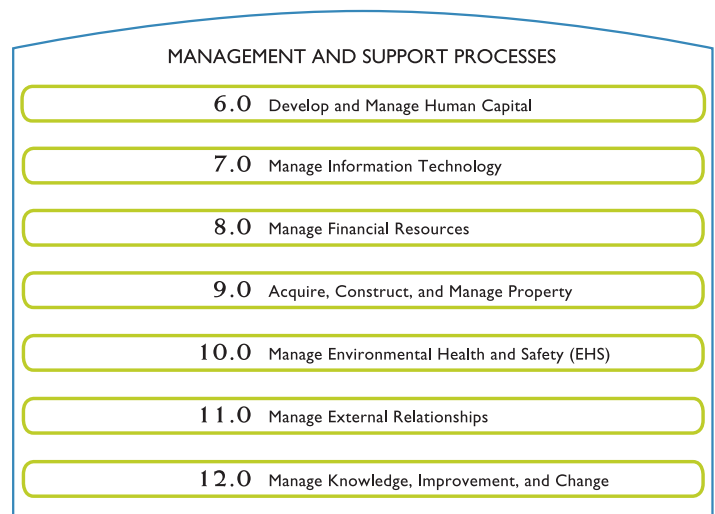 MANAGEMENT AND SUPPORT PROCESSES
6.0 Develop and Manage Human Capital
7.0 Manage Information Technology
8.0 Manage Financial Resources
9.0 Acquire, Construct, and Manage Property
10.0 Manage Environmental Health and Safety (EHS)
11.0 Manage External Relationships
12.0 Manage Knowledge, Improvement, and Change